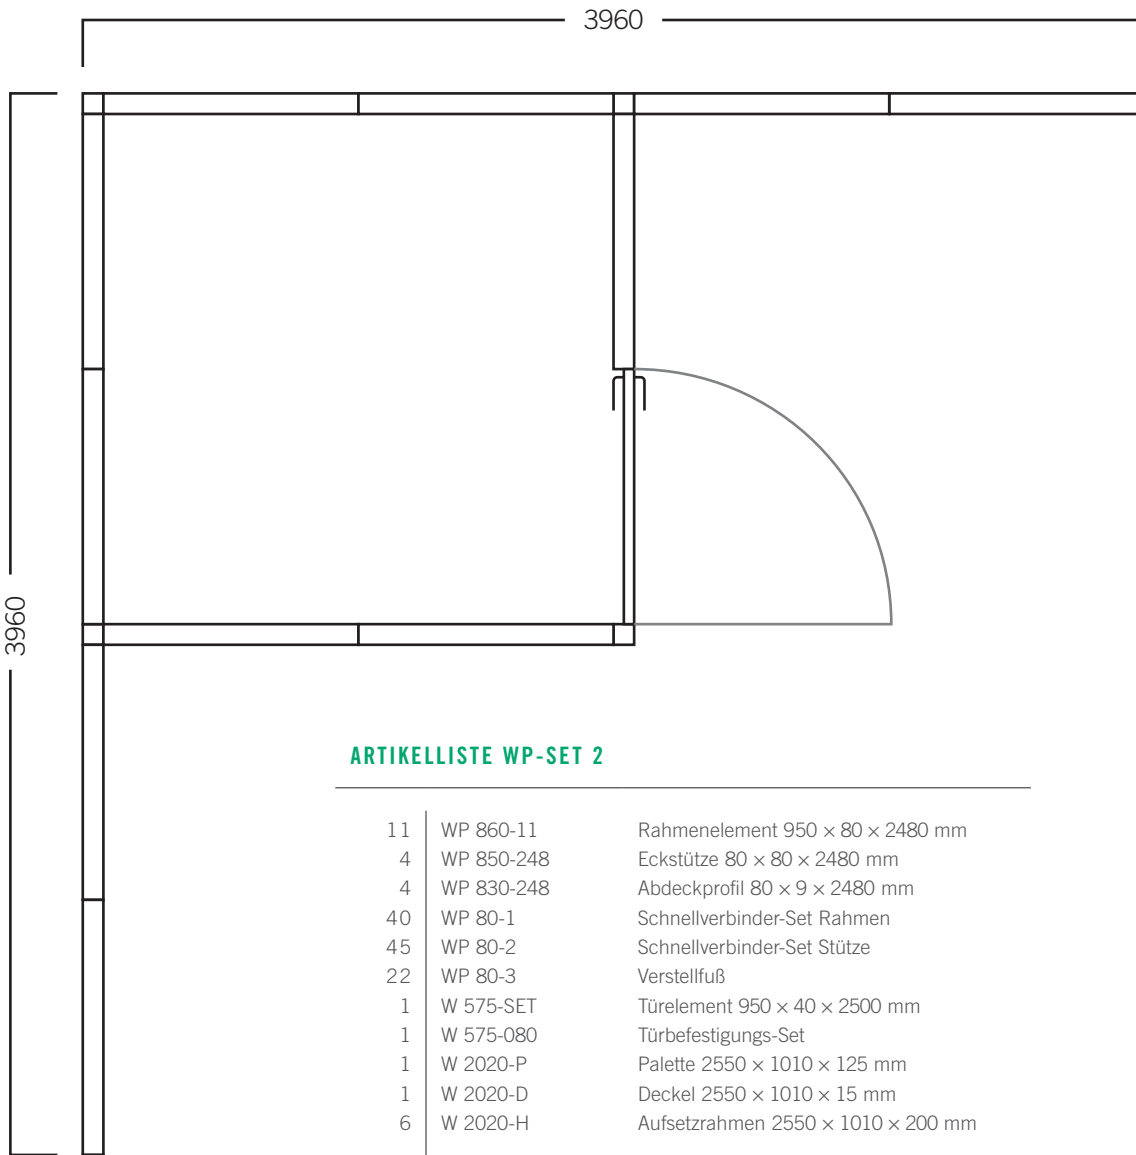 3960
3960
ARTIKELLISTE WP-SET 2
11 WP 860-11 Rahmenelement 950 × 80 × 2480 mm
4 WP 850-248 Eckstütze 80 × 80 × 2480 mm
4 WP 830-248 Abdeckprofil 80 × 9 × 2480 mm
40 WP 80-1 Schnellverbinder-Set Rahmen
45 WP 80-2 Schnellverbinder-Set Stütze
22 WP 80-3 Verstellfuß
1 W 575-SET Türelement 950 × 40 × 2500 mm
1 W 575-080 Türbefestigungs-Set
1 W 2020-P Palette 2550 × 1010 × 125 mm
1 W 2020-D Deckel 2550 × 1010 × 15 mm
6 W 2020-H Aufsetzrahmen 2550 × 1010 × 200 mm